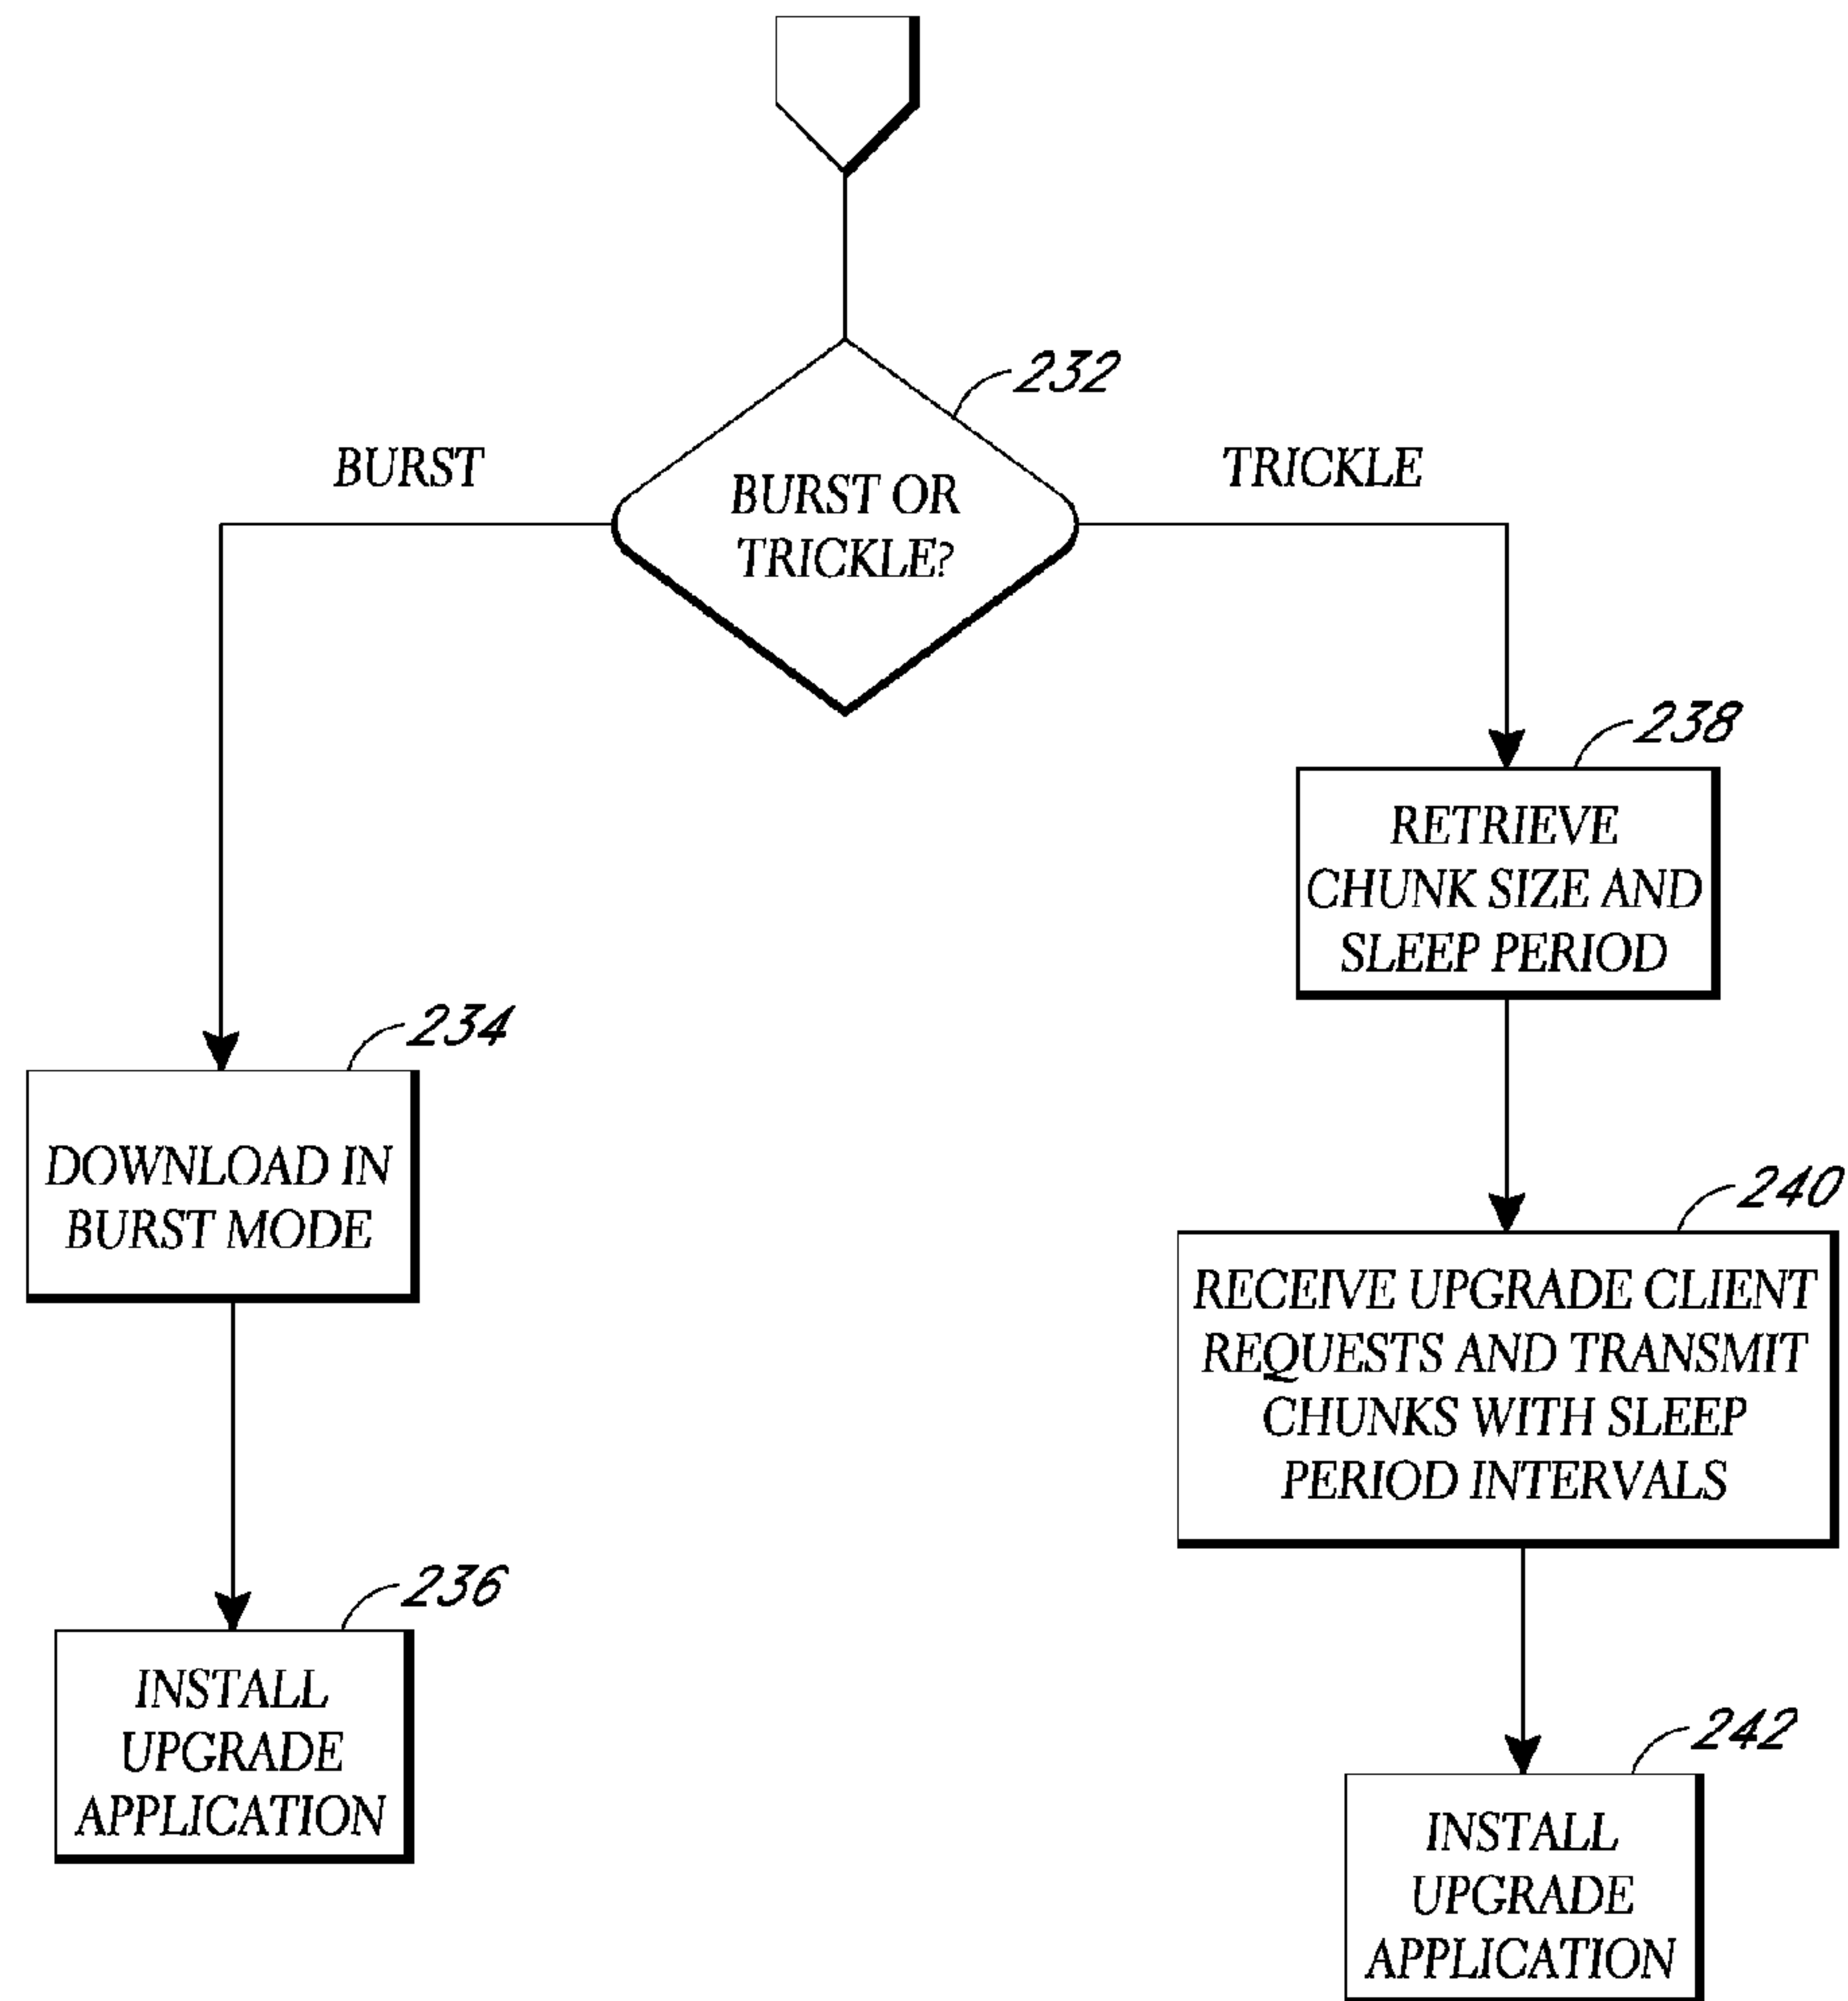 232
BURST
BURST OR
TRICKLE?
TRICKLE
238
RETRIEVE
CHUNK SIZE AND
SLEEP PERIOD
234
DOWNLOAD IN
BURST MODE
240
RECEIVE UPGRADE CLIENT
REQUESTS AND TRANSMIT
CHUNKS WITH SLEEP
PERIOD INTERVALS
236
INSTALL
UPGRADE
APPLICATION
242
INSTALL
UPGRADE
APPLICATION